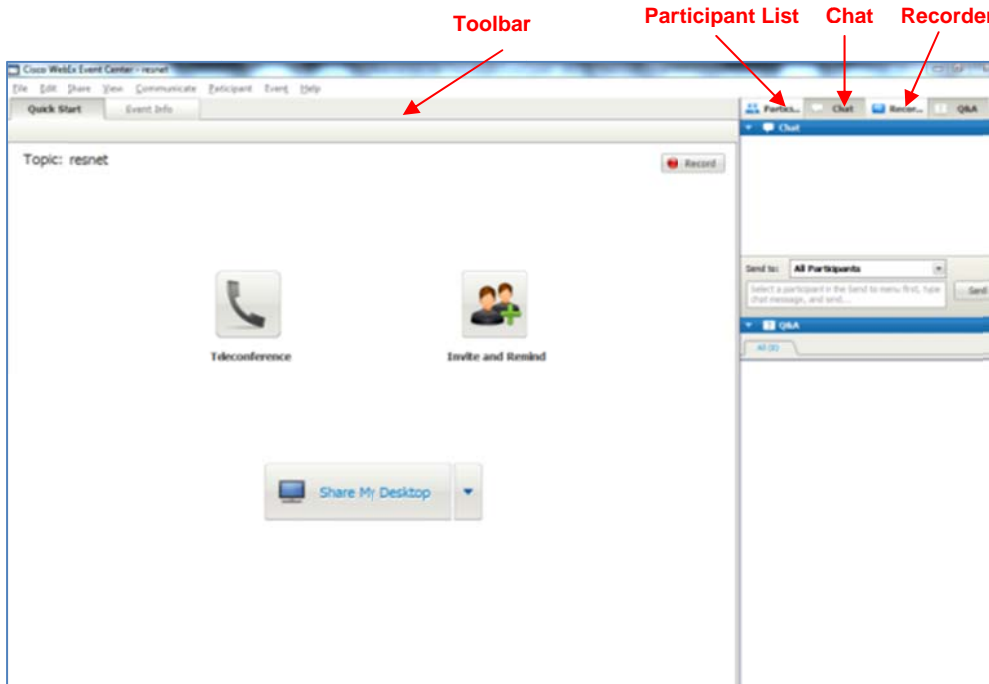 Toolbar
Participant List Chat Recorder
Cisco WebEx Event Center - resnet
File Edit Share View Communicate Participant Event Help
Quick Start Event Info
Partici... Chat Recor... Q&A
Chat
Topic: resnet
Record
Send to: All Participants
Select a participant in the Send to menu first, type
chat message, and send...
Send
Q&A
All (0)
Teleconference
Invite and Remind
Share My Desktop